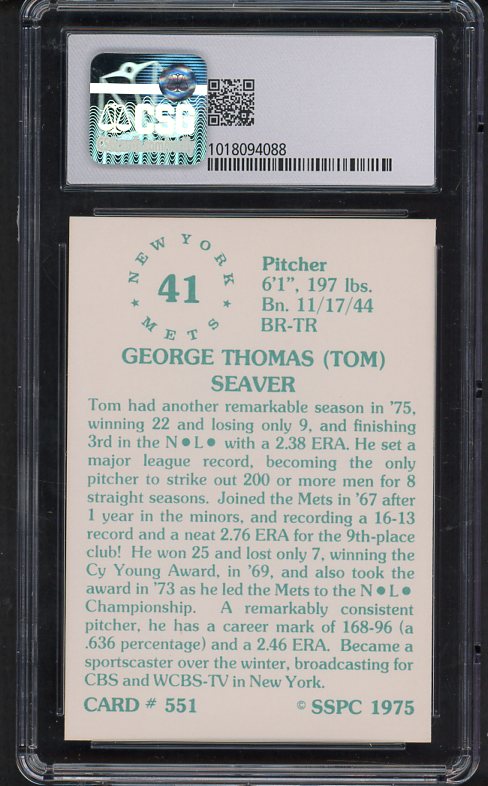 CSG
1018094088
NEW YORK
41
METS
Pitcher
6'1", 197 lbs.
Bn. 11/17/44
BR-TR
GEORGE THOMAS (TOM)
SEAVER
Tom had another remarkable season in '75,
winning 22 and losing only 9, and finishing
3rd in the N●L● with a 2.38 ERA. He set a
major league record, becoming the only
pitcher to strike out 200 or more men for 8
straight seasons. Joined the Mets in '67 after
1 year in the minors, and recording a 16-13
record and a neat 2.76 ERA for the 9th-place
club! He won 25 and lost only 7, winning the
Cy Young Award, in '69, and also took the
award in '73 as he led the Mets to the N●L●
Championship. A remarkably consistent
pitcher, he has a career mark of 168-96 (a
.636 percentage) and a 2.46 ERA. Became a
sportscaster over the winter, broadcasting for
CBS and WCBS-TV in New York.
CARD # 551
© SSPC 1975